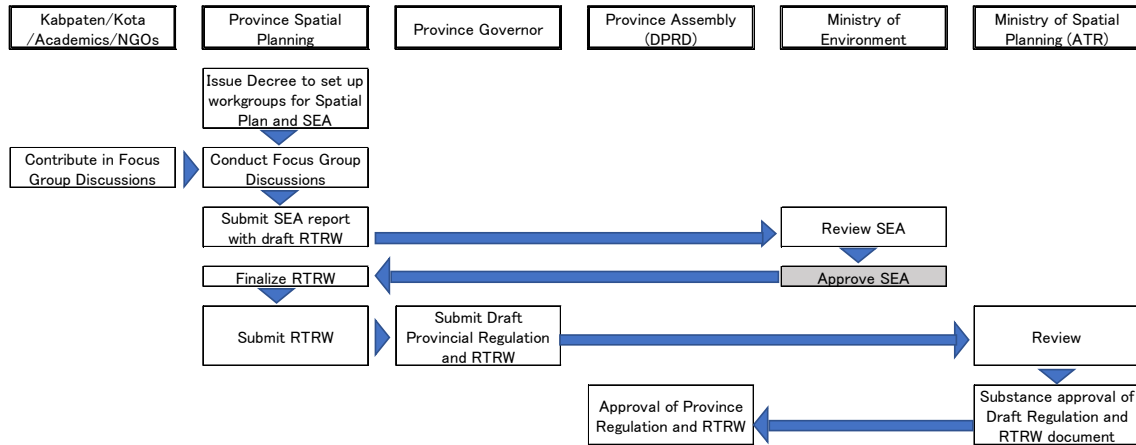 Kabpaten/Kota
/Academics/NGOs
Province Spatial
Planning
Province Governor
Province Assembly
(DPRD)
Ministry of
Environment
Ministry of Spatial
Planning (ATR)
Issue Decree to set up
workgroups for Spatial
Plan and SEA
Contribute in Focus
Group Discussions
Conduct Focus Group
Discussions
Submit SEA report
with draft RTRW
Review SEA
Finalize RTRW
Approve SEA
Submit RTRW
Submit Draft
Provincial Regulation
and RTRW
Review
Approval of Province
Regulation and RTRW
Substance approval of
Draft Regulation and
RTRW document